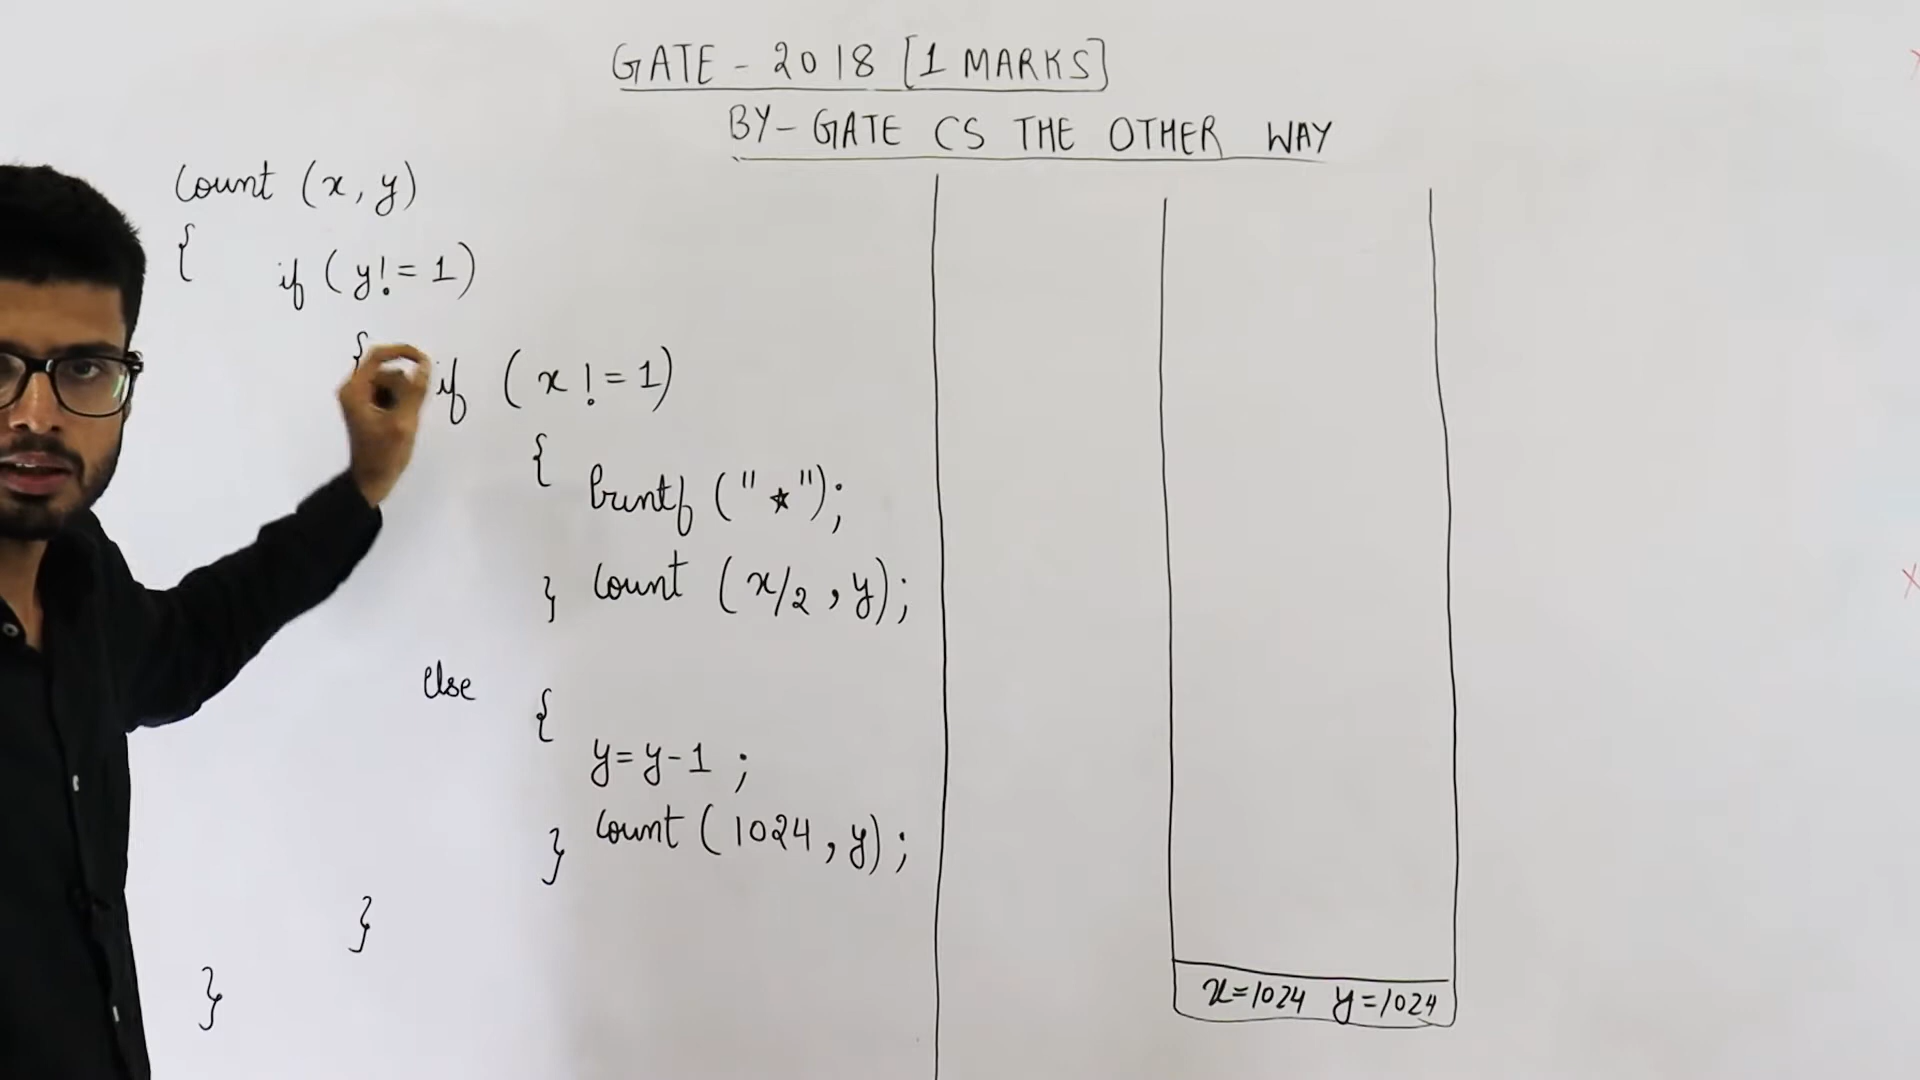 GATE - 2018 [1 MARKS]
BY - GATE CS THE OTHER WAY
Count (x, y)
{ if (y! = 1)
{ if (x ! = 1)
{ Printf ("*");
} Count (x/2, y);
else {
y = y - 1 ;
} Count (1024, y);
}
}
x=1024 y=1024